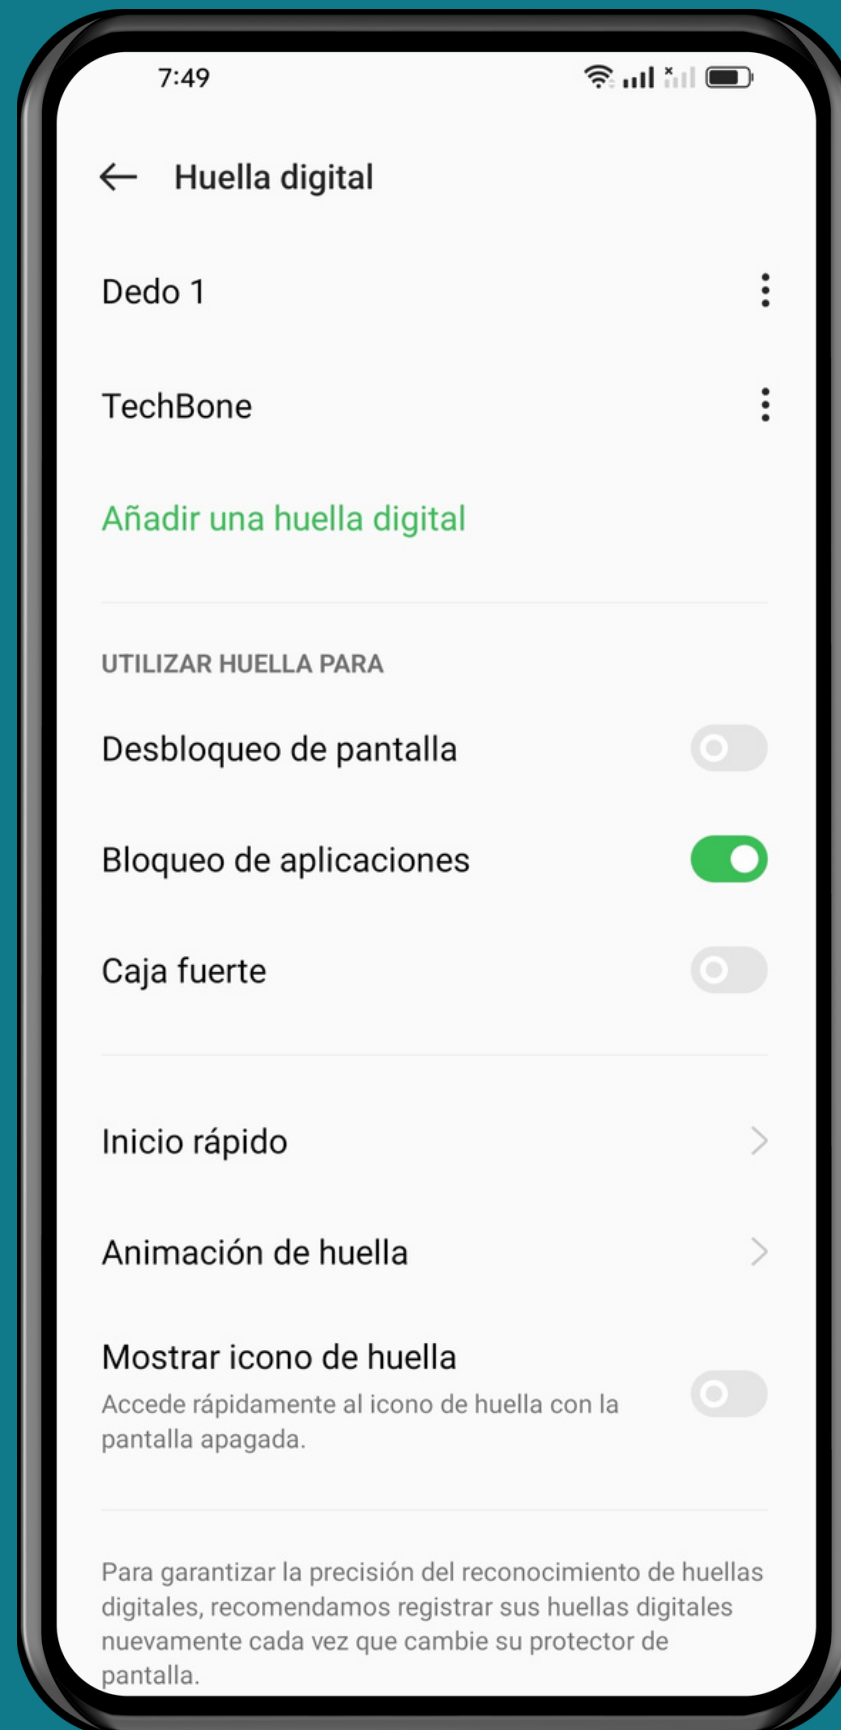 7:49
Huella digital
Dedo 1
TechBone
Añadir una huella digital
UTILIZAR HUELLA PARA
Desbloqueo de pantalla
Bloqueo de aplicaciones
Caja fuerte
Inicio rápido
Animación de huella
Mostrar icono de huella
Accede rápidamente al icono de huella con la
pantalla apagada.
Para garantizar la precisión del reconocimiento de huellas
digitales, recomendamos registrar sus huellas digitales
nuevamente cada vez que cambie su protector de
pantalla.